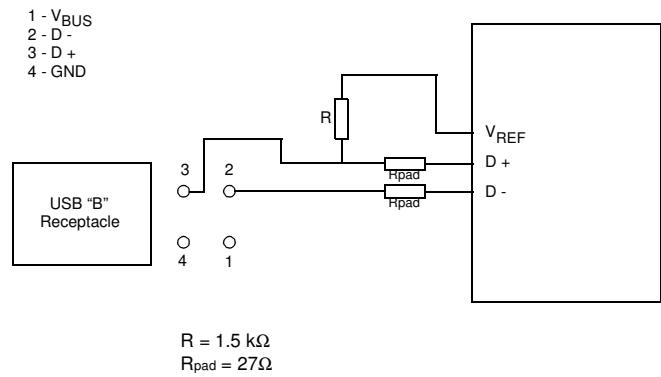 1 - VBUS
2 - D -
3 - D +
4 - GND
R
VREF
D +
Rpad
D -
Rpad
3
2
USB “B”
Receptacle
4
1
R = 1.5 kΩ
Rpad = 27Ω